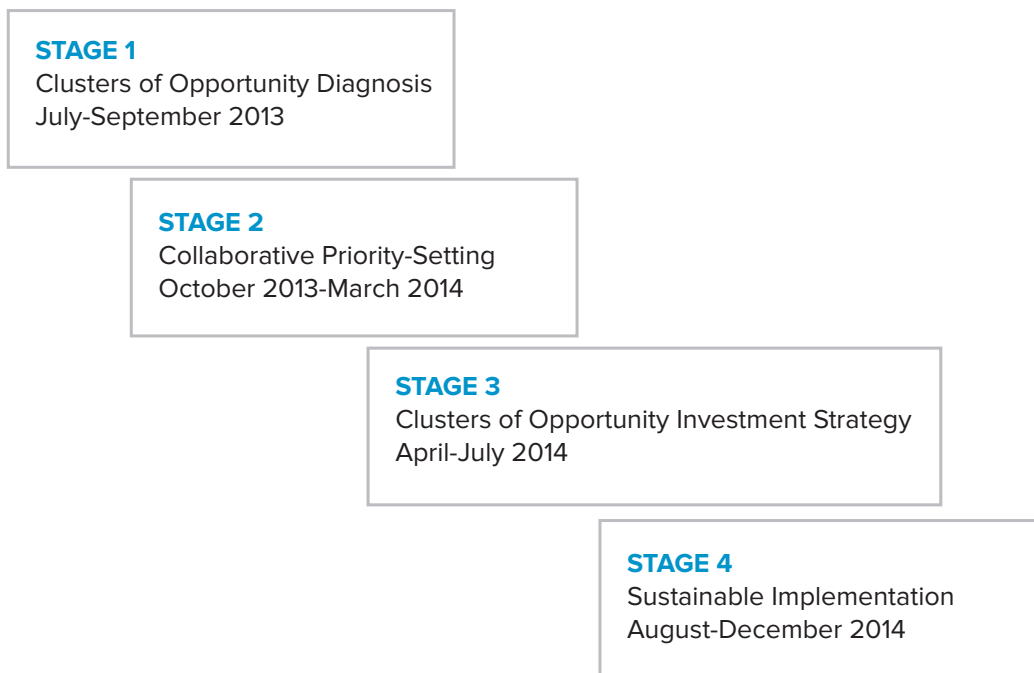 STAGE 1
Clusters of Opportunity Diagnosis
July-September 2013
STAGE 2
Collaborative Priority-Setting
October 2013-March 2014
STAGE 3
Clusters of Opportunity Investment Strategy
April-July 2014
STAGE 4
Sustainable Implementation
August-December 2014